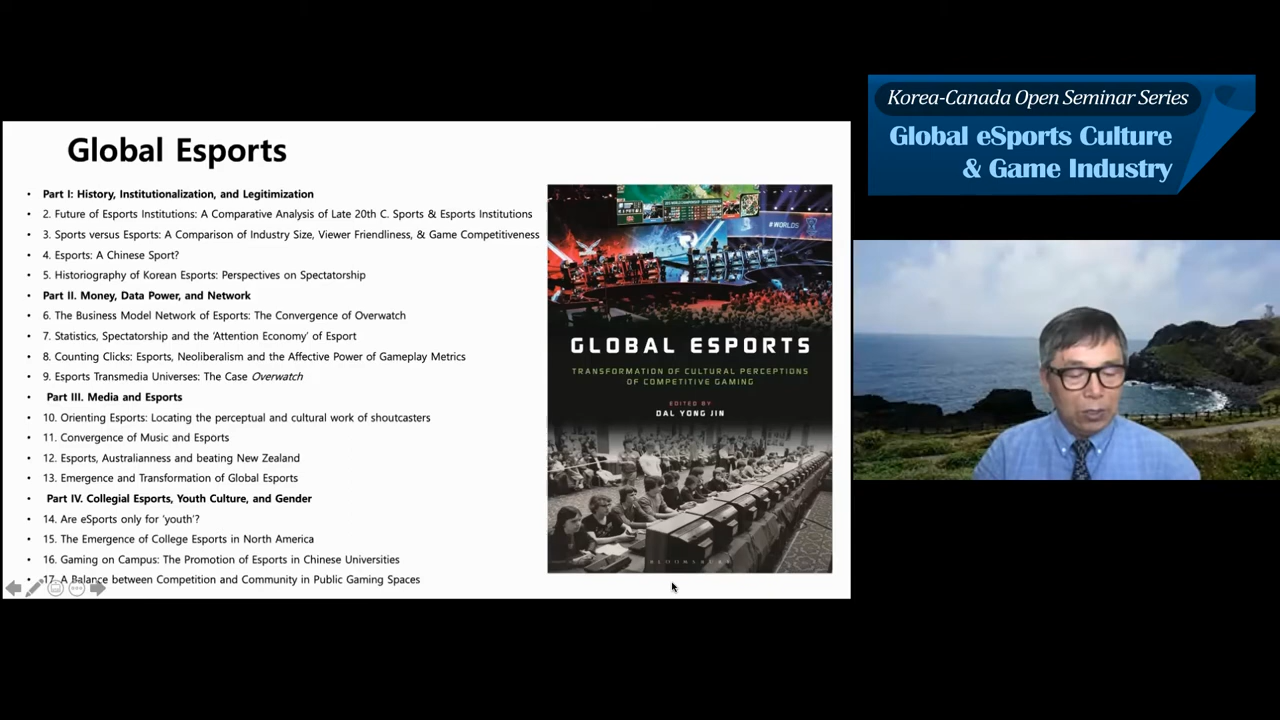 Global Esports
• Part I: History, Institutionalization, and Legitimization
• 2. Future of Esports Institutions: A Comparative Analysis of Late 20th C. Sports & Esports Institutions
• 3. Sports versus Esports: A Comparison of Industry Size, Viewer Friendliness, & Game Competitiveness
• 4. Esports: A Chinese Sport?
• 5. Historiography of Korean Esports: Perspectives on Spectatorship
• Part II. Money, Data Power, and Network
• 6. The Business Model Network of Esports: The Convergence of Overwatch
• 7. Statistics, Spectatorship and the ‘Attention Economy’ of Esport
• 8. Counting Clicks: Esports, Neoliberalism and the Affective Power of Gameplay Metrics
• 9. Esports Transmedia Universes: The Case Overwatch
• Part III. Media and Esports
• 10. Orienting Esports: Locating the perceptual and cultural work of shoutcasters
• 11. Convergence of Music and Esports
• 12. Esports, Australianness and beating New Zealand
• 13. Emergence and Transformation of Global Esports
• Part IV. Collegial Esports, Youth Culture, and Gender
• 14. Are eSports only for ‘youth’?
• 15. The Emergence of College Esports in North America
• 16. Gaming on Campus: The Promotion of Esports in Chinese Universities
• 17. A Balance between Competition and Community in Public Gaming Spaces
#WORLDS
GLOBAL ESPORTS
TRANSFORMATION OF CULTURAL PERCEPTIONS
OF COMPETITIVE GAMING
EDITED BY
DAL YONG JIN
BLOOMSBURY
Korea-Canada Open Seminar Series
Global eSports Culture
& Game Industry